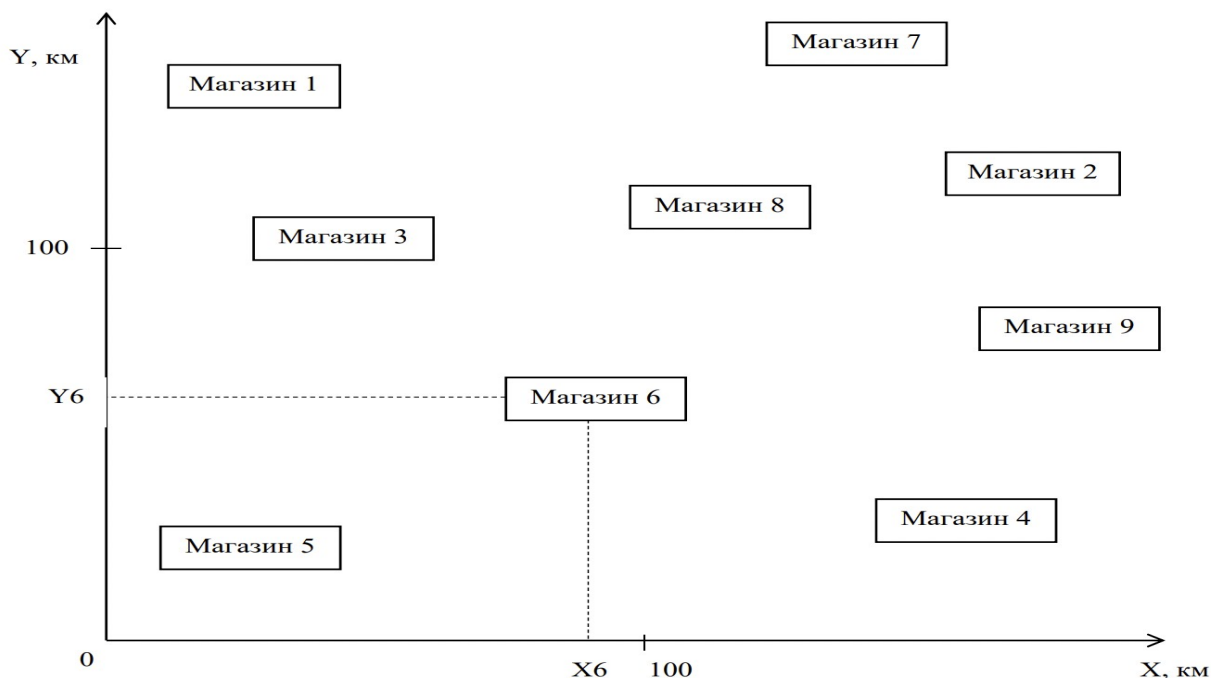 Магазин 7
Y, км
Магазин 1
Магазин 2
Магазин 8
Магазин 3
100
Магазин 9
Y6
Магазин 6
Магазин 4
Магазин 5
0
X6
100
X, км